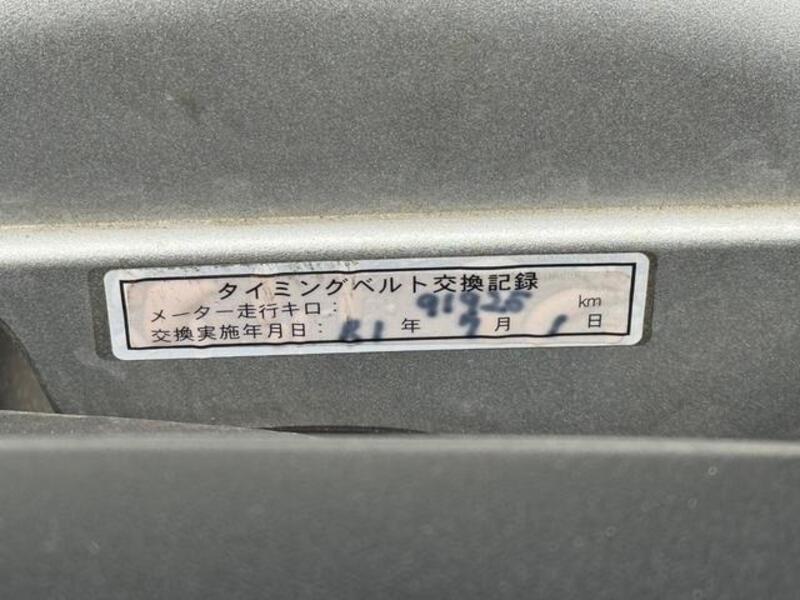 タイミングベルト交換記録
メーター走行キロ： 91925 km
交換実施年月日： R1 年 7 月 1 日